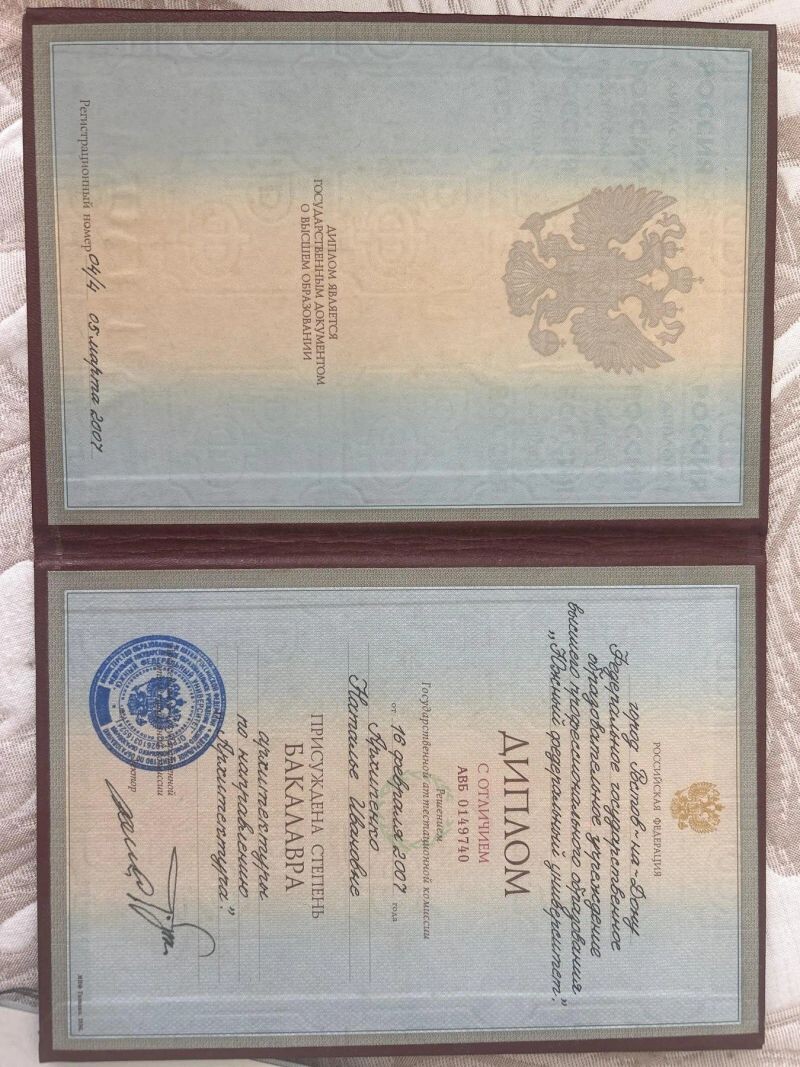 ДИПЛОМ ЯВЛЯЕТСЯ
ГОСУДАРСТВЕННЫМ ДОКУМЕНТОМ
О ВЫСШЕМ ОБРАЗОВАНИИ
Регистрационный номер 04/4 05 марта 2007
РОССИЙСКАЯ ФЕДЕРАЦИЯ
город Ростов-на-Дону
Федеральное государственное
образовательное учреждение
высшего профессионального образования
„Южный федеральный университет"
ДИПЛОМ
С ОТЛИЧИЕМ
АВБ 0149740
Решением
Государственной аттестационной комиссии
от 16 февраля 2007 года
Архипенко
Наталье Ивановне
ПРИСУЖДЕНА СТЕПЕНЬ
БАКАЛАВРА
архитектуры
по направлению
„Архитектура"